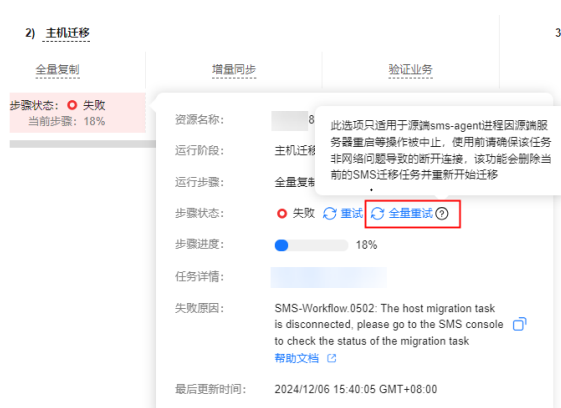 2) 主机迁移
3
全量复制
增量同步
验证业务
步骤状态： 失败
当前步骤：18%
资源名称：
8
此选项只适用于源端sms-agent进程因源端服
务器重启等操作被中止，使用前请确保该任务
非网络问题导致的断开连接，该功能会删除当
前的SMS迁移任务并重新开始迁移
运行阶段：
主机迁移
运行步骤：
全量复制
步骤状态：
失败 重试 全量重试
步骤进度：
18%
任务详情：
失败原因：
SMS-Workflow.0502: The host migration task
is disconnected, please go to the SMS console
to check the status of the migration task
帮助文档
最后更新时间：
2024/12/06 15:40:05 GMT+08:00